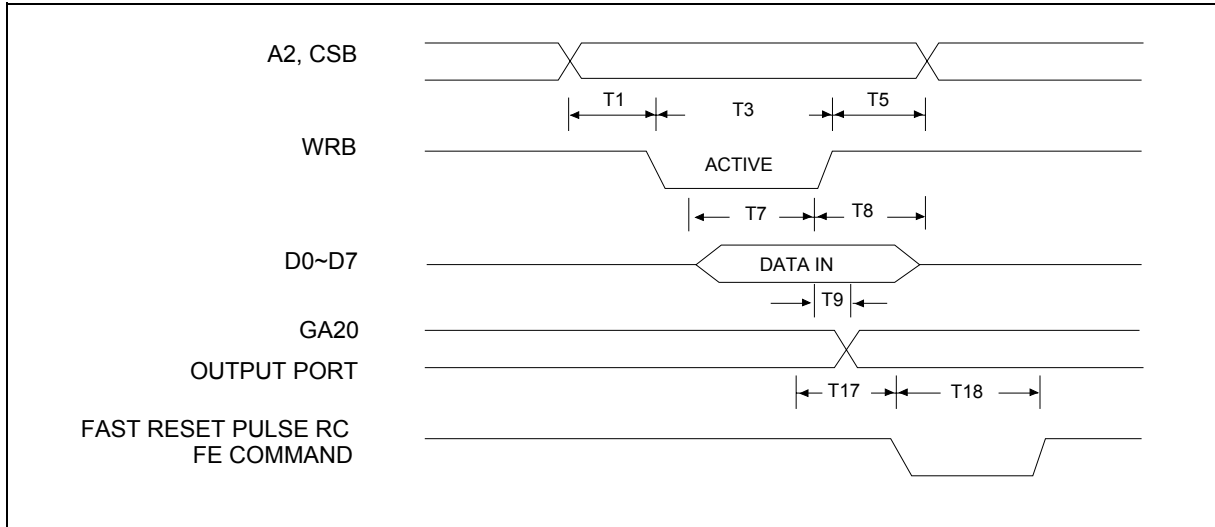 A2, CSB
T1
T3
T5
WRB
ACTIVE
T7
T8
D0~D7
DATA IN
T9
GA20
OUTPUT PORT
T17
T18
FAST RESET PULSE RC
FE COMMAND